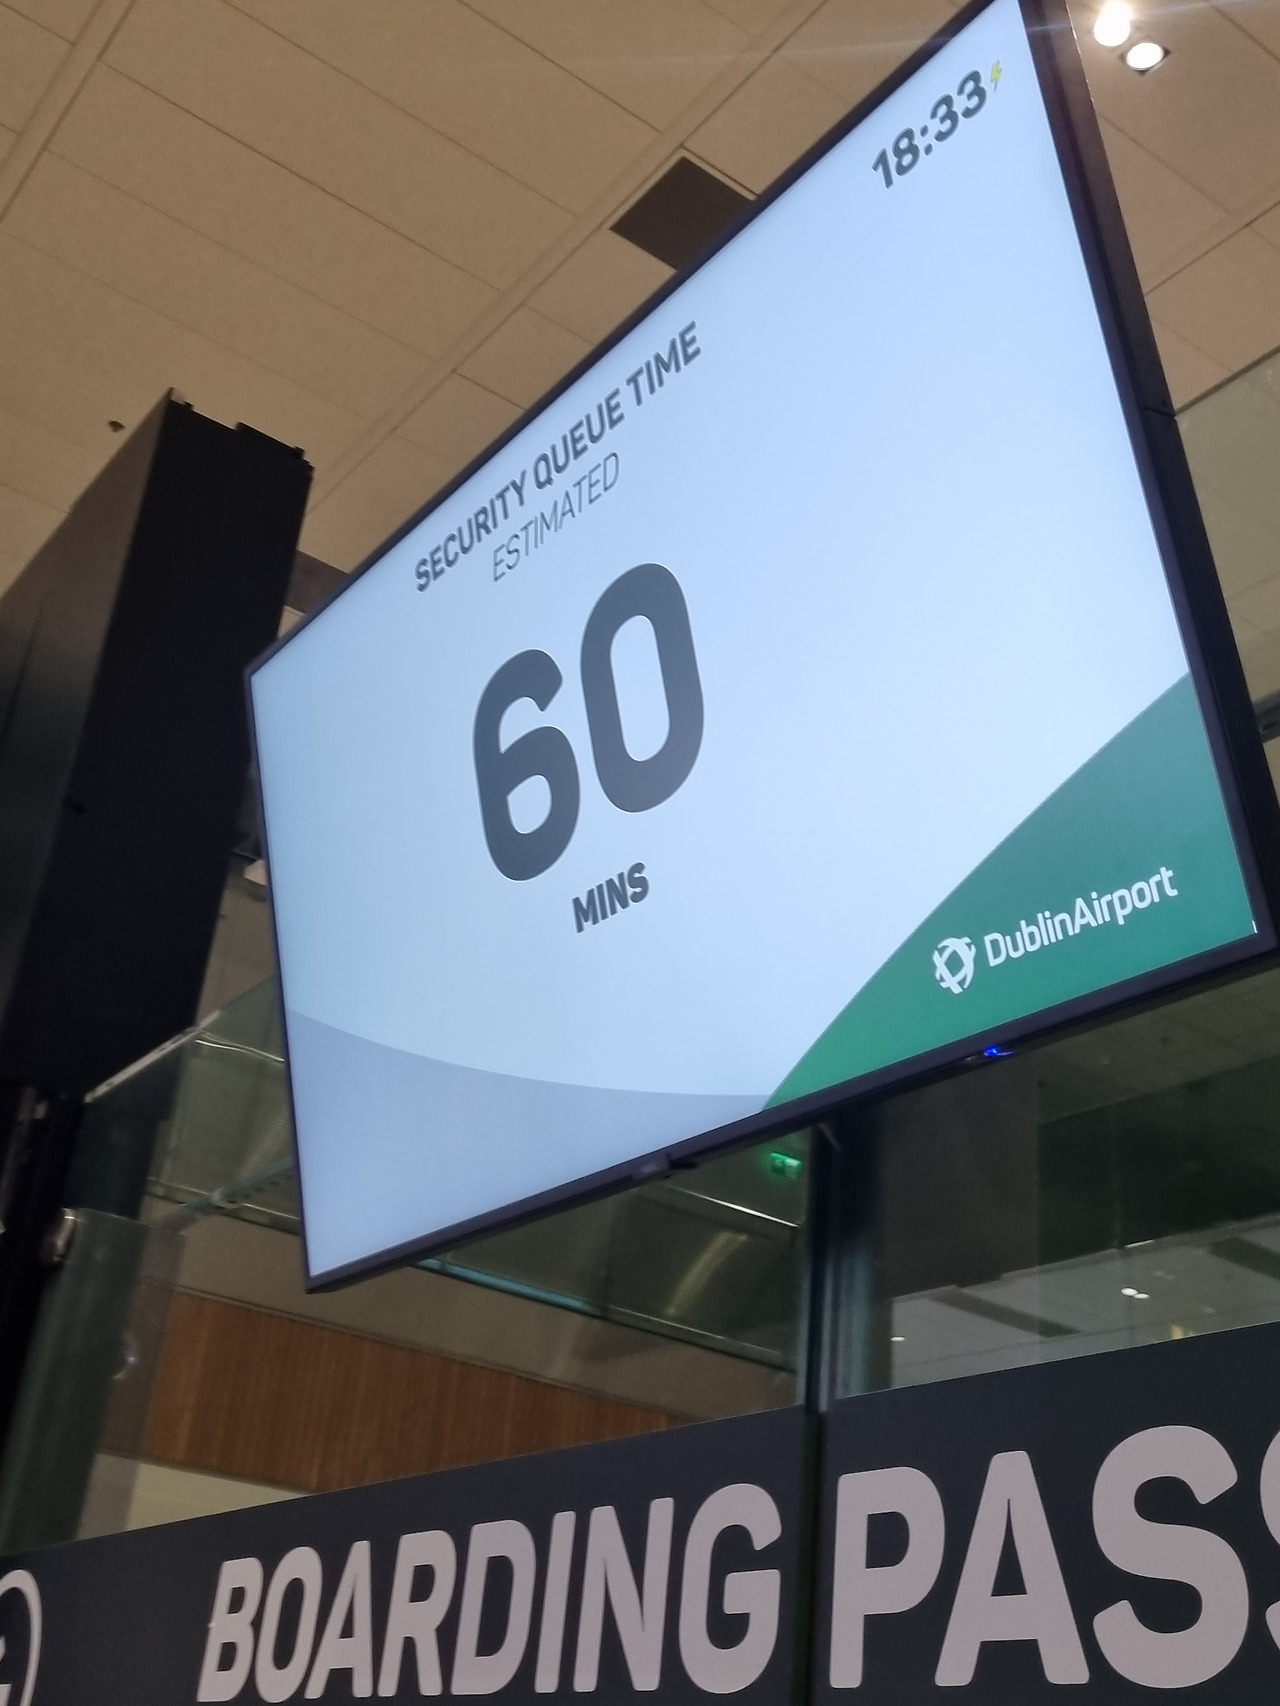 18:33
SECURITY QUEUE TIME
ESTIMATED
60
MINS
DublinAirport
BOARDING PASS